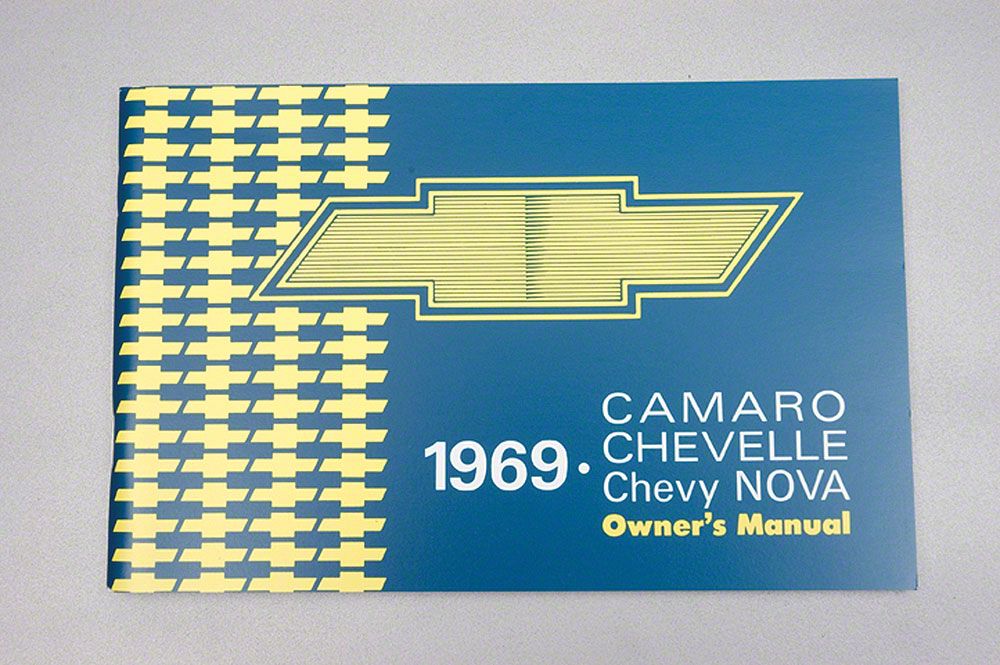 1969 •
CAMARO
CHEVELLE
Chevy NOVA
Owner's Manual